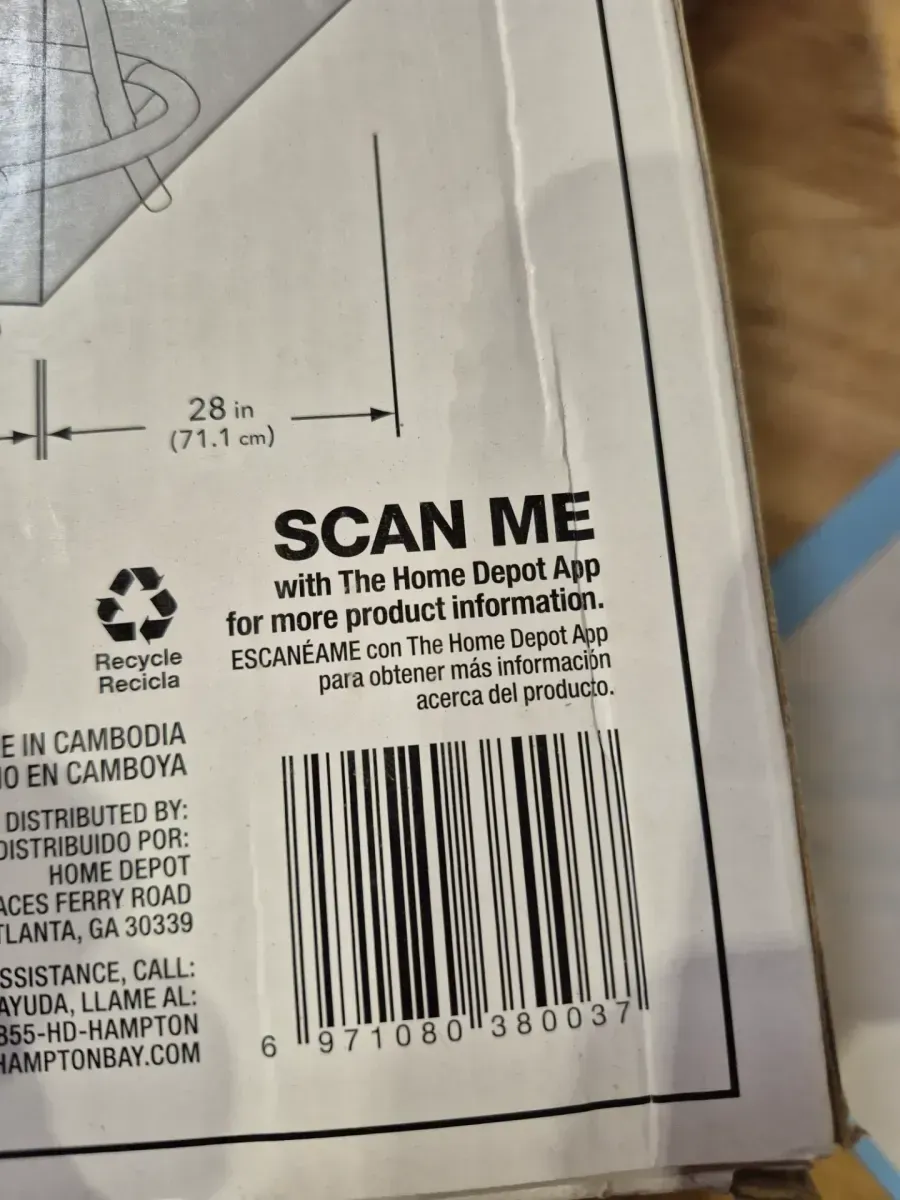 28 in
(71.1 cm)
SCAN ME
with The Home Depot App
for more product information.
ESCANÉAME con The Home Depot App
para obtener más información
acerca del producto.
Recycle
Recicla
E IN CAMBODIA
O EN CAMBOYA
DISTRIBUTED BY:
DISTRIBUIDO POR:
HOME DEPOT
ACES FERRY ROAD
TLANTA, GA 30339
SSISTANCE, CALL:
AYUDA, LLAME AL:
855-HD-HAMPTON
HAMPTONBAY.COM
6 971080 380037